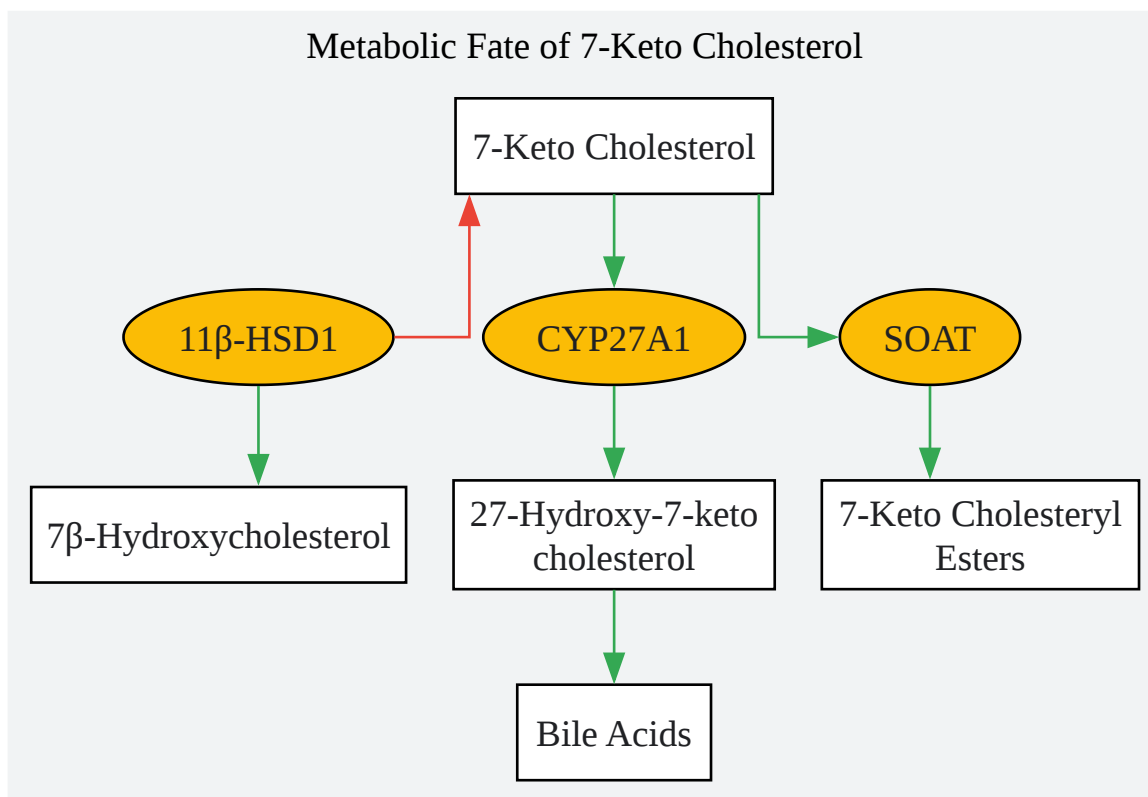 Metabolic Fate of 7-Keto Cholesterol
7-Keto Cholesterol
11β-HSD1
CYP27A1
SOAT
7β-Hydroxycholesterol
27-Hydroxy-7-keto
cholesterol
7-Keto Cholesteryl
Esters
Bile Acids